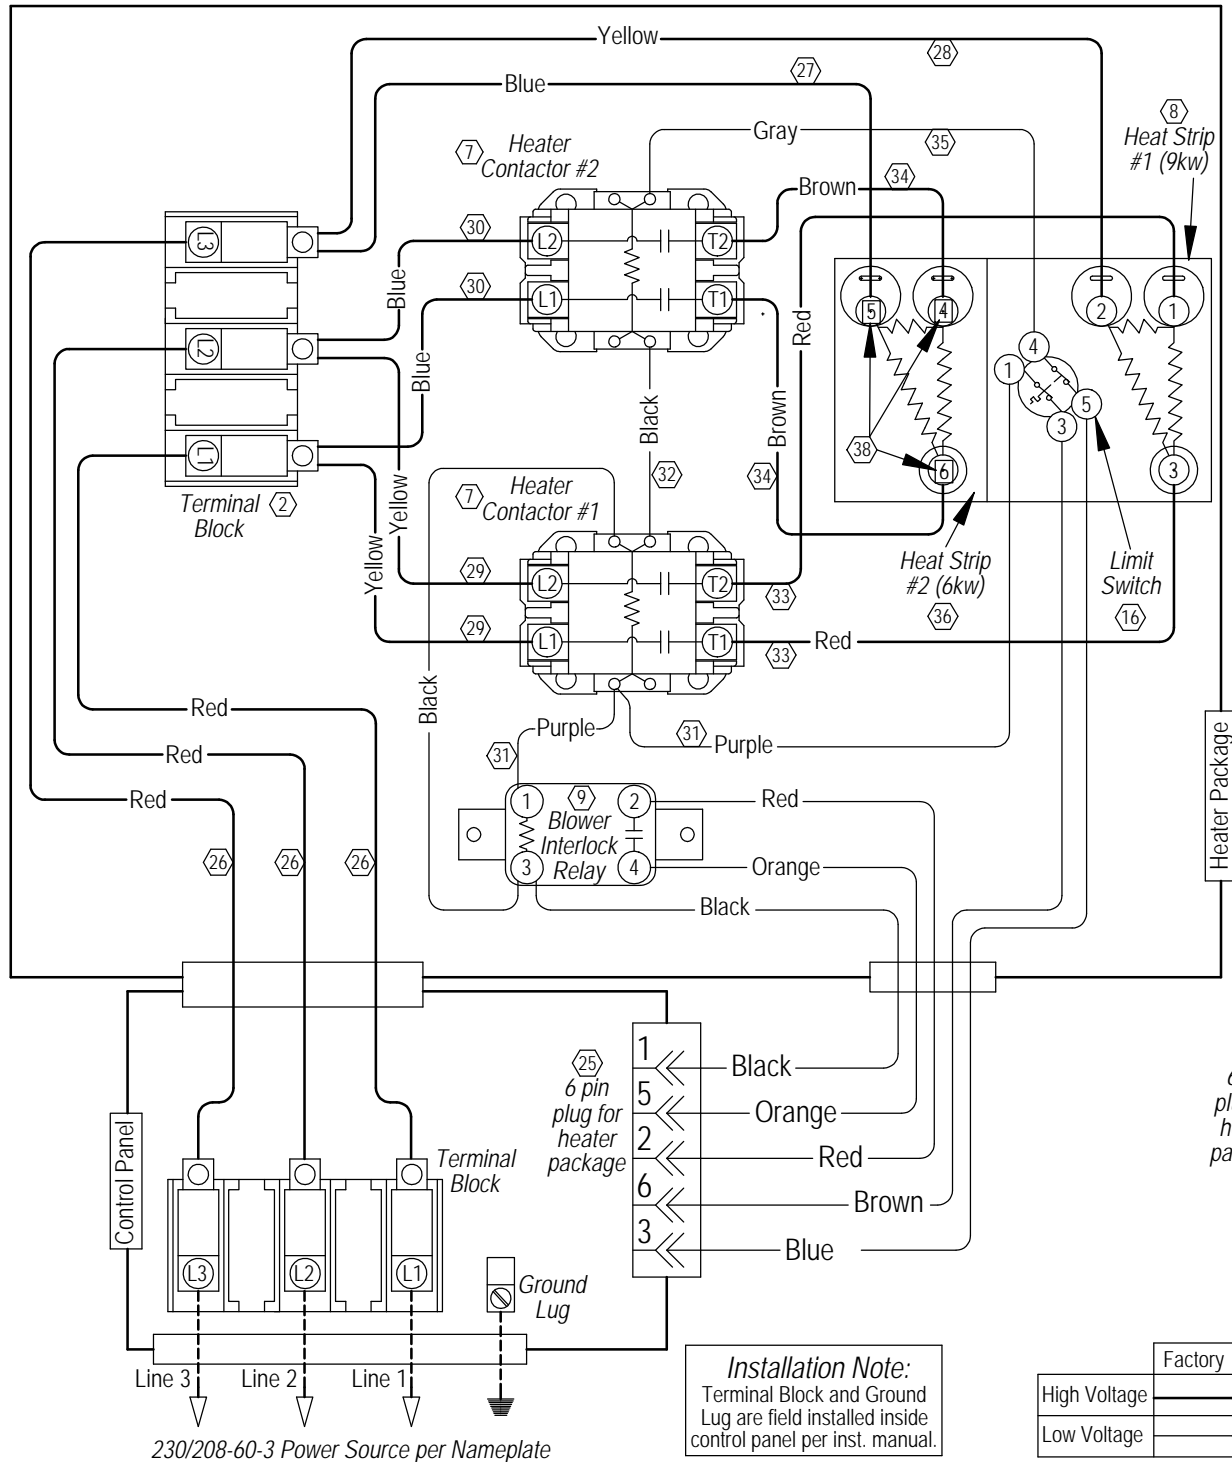 Yellow
28
27
Blue
8
Heat Strip
#1 (9kw)
Gray
35
7
Heater
Contactor #2
Brown
34
30
L2
T2
L3
Blue
30
L1
T1
Red
5
4
2
1
L2
Blue
4
1
5
3
Black
Brown
38
6
3
L1
32
34
Terminal
Block
2
7
Heater
Contactor #1
Yellow
Yellow
Heat Strip
#2 (6kw)
36
Limit
Switch
16
29
L2
T2
33
29
L1
T1
33
Red
Black
Red
Purple
31
Purple
31
Red
Red
Heater Package
1
9
2
Blower
Interlock
Relay
3
4
Red
Orange
Black
26
26
26
25
6 pin
plug for
heater
package
1
Black
5
Orange
2
Red
6
Brown
3
Blue
Control Panel
Terminal
Block
L3
L2
L1
Ground
Lug
Line 3
Line 2
Line 1
230/208-60-3 Power Source per Nameplate
Installation Note:
Terminal Block and Ground
Lug are field installed inside
control panel per inst. manual.
Factory
High Voltage
Low Voltage